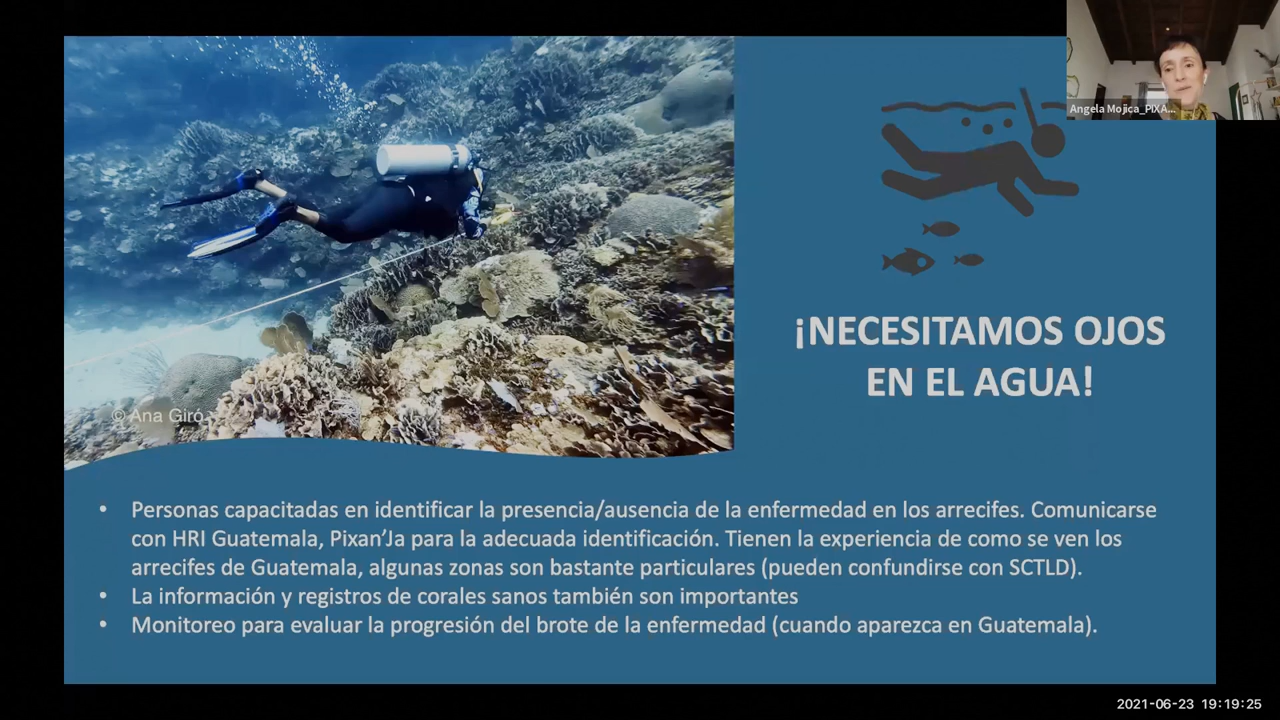 Angela Mojica_PIXA...
¡NECESITAMOS OJOS
EN EL AGUA!
© Ana Giró
• Personas capacitadas en identificar la presencia/ausencia de la enfermedad en los arrecifes. Comunicarse
con HRI Guatemala, Pixan’Ja para la adecuada identificación. Tienen la experiencia de como se ven los
arrecifes de Guatemala, algunas zonas son bastante particulares (pueden confundirse con SCTLD).
• La información y registros de corales sanos también son importantes
• Monitoreo para evaluar la progresión del brote de la enfermedad (cuando aparezca en Guatemala).
2021-06-23 19:19:25